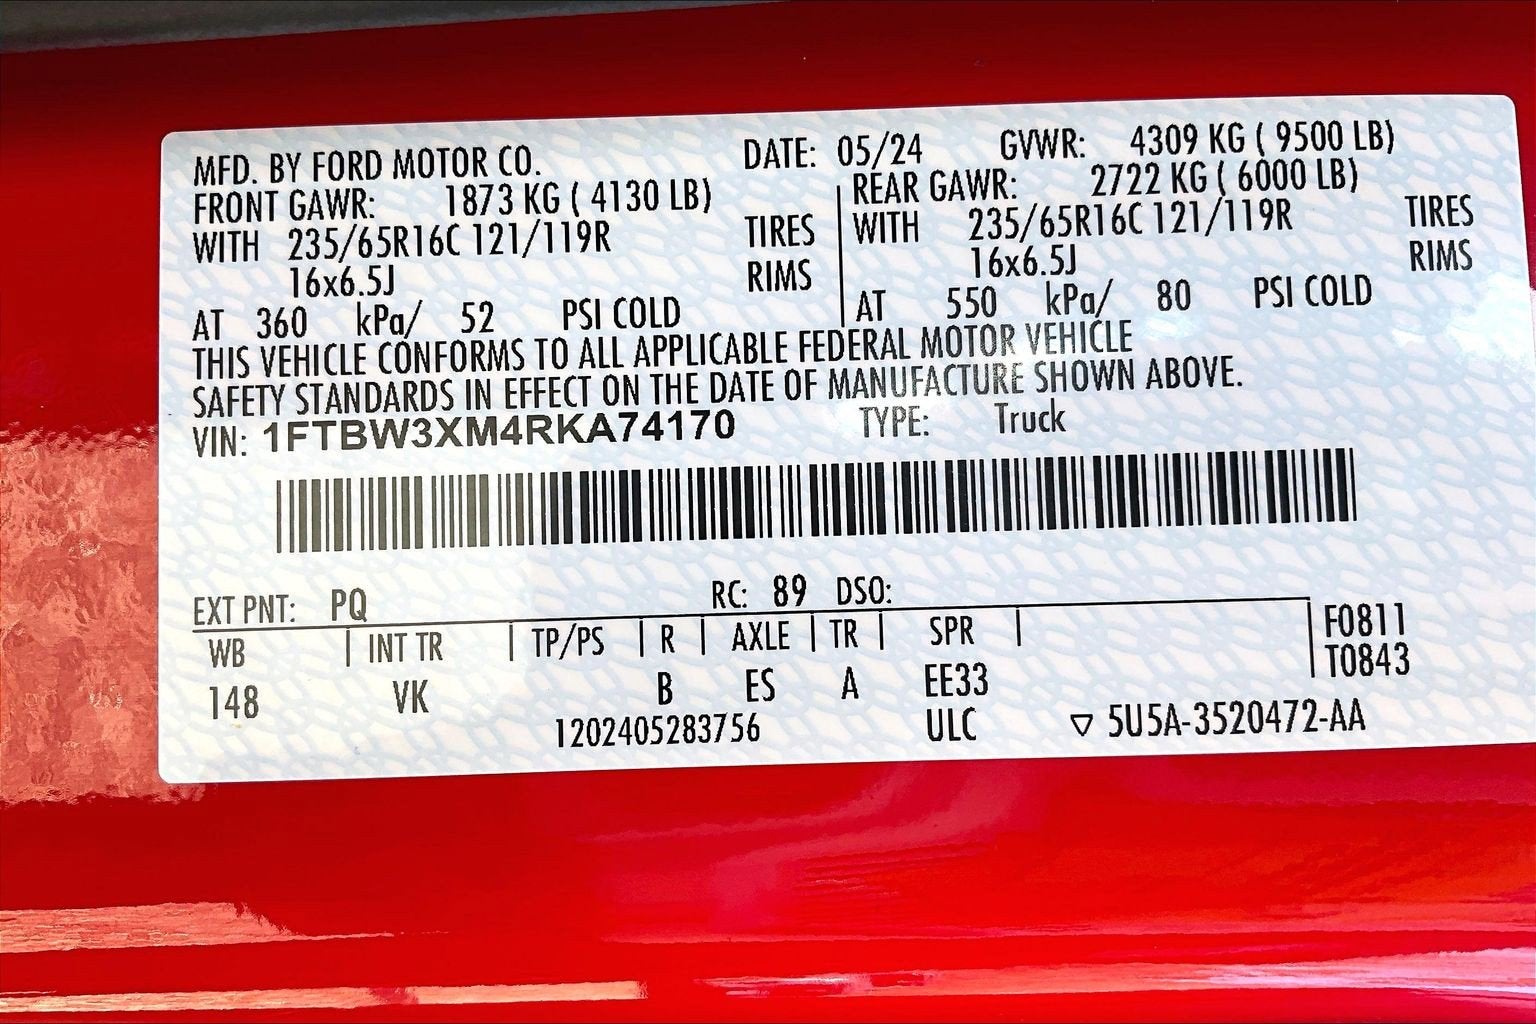 MFD. BY FORD MOTOR CO. DATE: 05/24 GVWR: 4309 KG ( 9500 LB)
FRONT GAWR: 1873 KG ( 4130 LB) REAR GAWR: 2722 KG ( 6000 LB)
WITH 235/65R16C 121/119R TIRES WITH 235/65R16C 121/119R TIRES
16x6.5J RIMS 16x6.5J RIMS
AT 360 kPa/ 52 PSI COLD AT 550 kPa/ 80 PSI COLD
THIS VEHICLE CONFORMS TO ALL APPLICABLE FEDERAL MOTOR VEHICLE
SAFETY STANDARDS IN EFFECT ON THE DATE OF MANUFACTURE SHOWN ABOVE.
VIN: 1FTBW3XM4RKA74170 TYPE: Truck
EXT PNT: PQ RC: 89 DSO:
WB INT TR TP/PS R AXLE TR SPR F0811
T0843
148 VK B ES A EE33
1202405283756 ULC ▽ 5U5A-3520472-AA